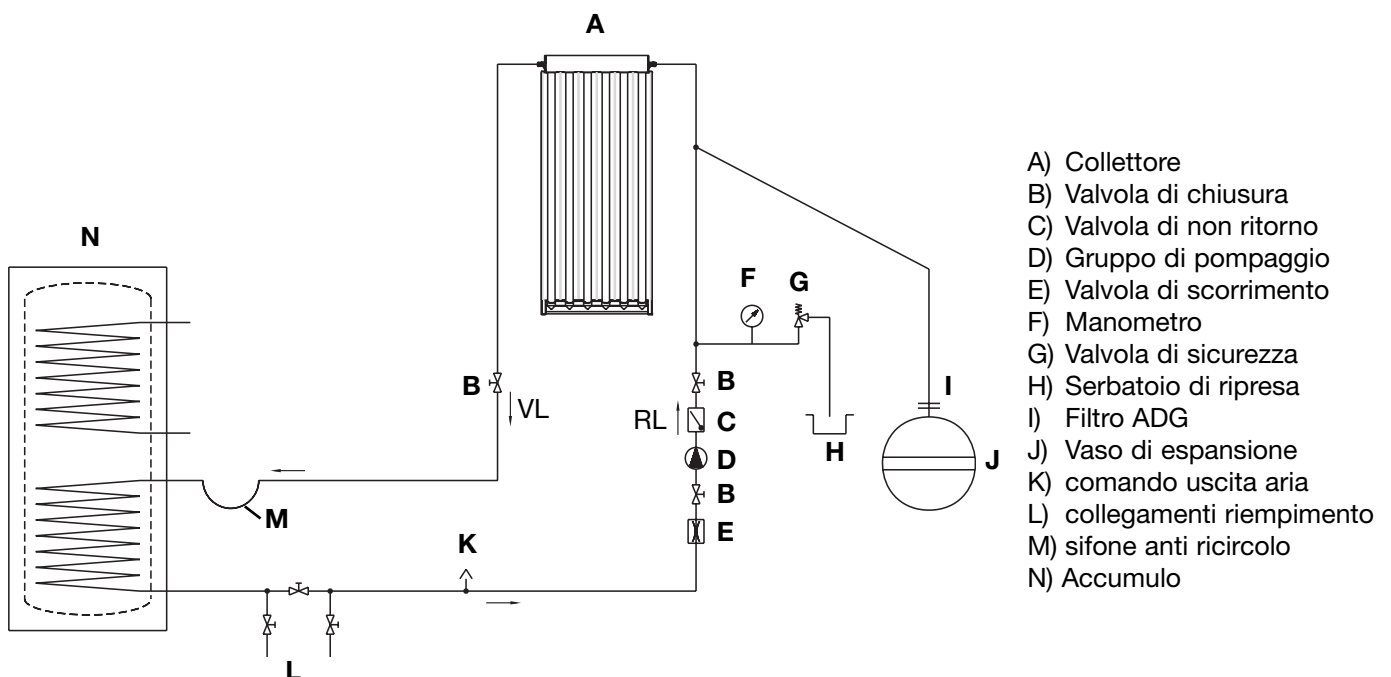 A
N
F
G
B
VL
RL
B
C
D
B
E
H
I
J
M
K
L
A) Collettore
B) Valvola di chiusura
C) Valvola di non ritorno
D) Gruppo di pompaggio
E) Valvola di scorrimento
F) Manometro
G) Valvola di sicurezza
H) Serbatoio di ripresa
I) Filtro ADG
J) Vaso di espansione
K) comando uscita aria
L) collegamenti riempimento
M) sifone anti ricircolo
N) Accumulo